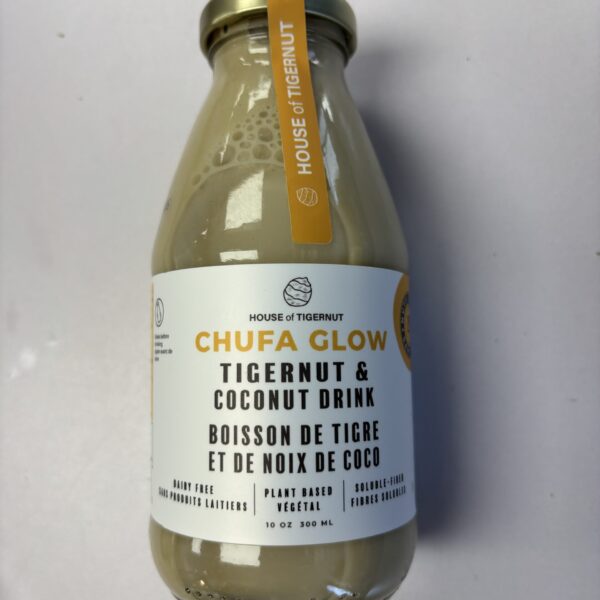 HOUSE of TIGERNUT
HOUSE of TIGERNUT
CHUFA GLOW
TIGERNUT &
COCONUT DRINK
BOISSON DE TIGRE
ET DE NOIX DE COCO
DAIRY FREE
SANS PRODUITS LAITIERS
PLANT BASED
VÉGÉTAL
SOLUBLE-FIBER
FIBRES SOLUBLES
10 OZ 300 ML